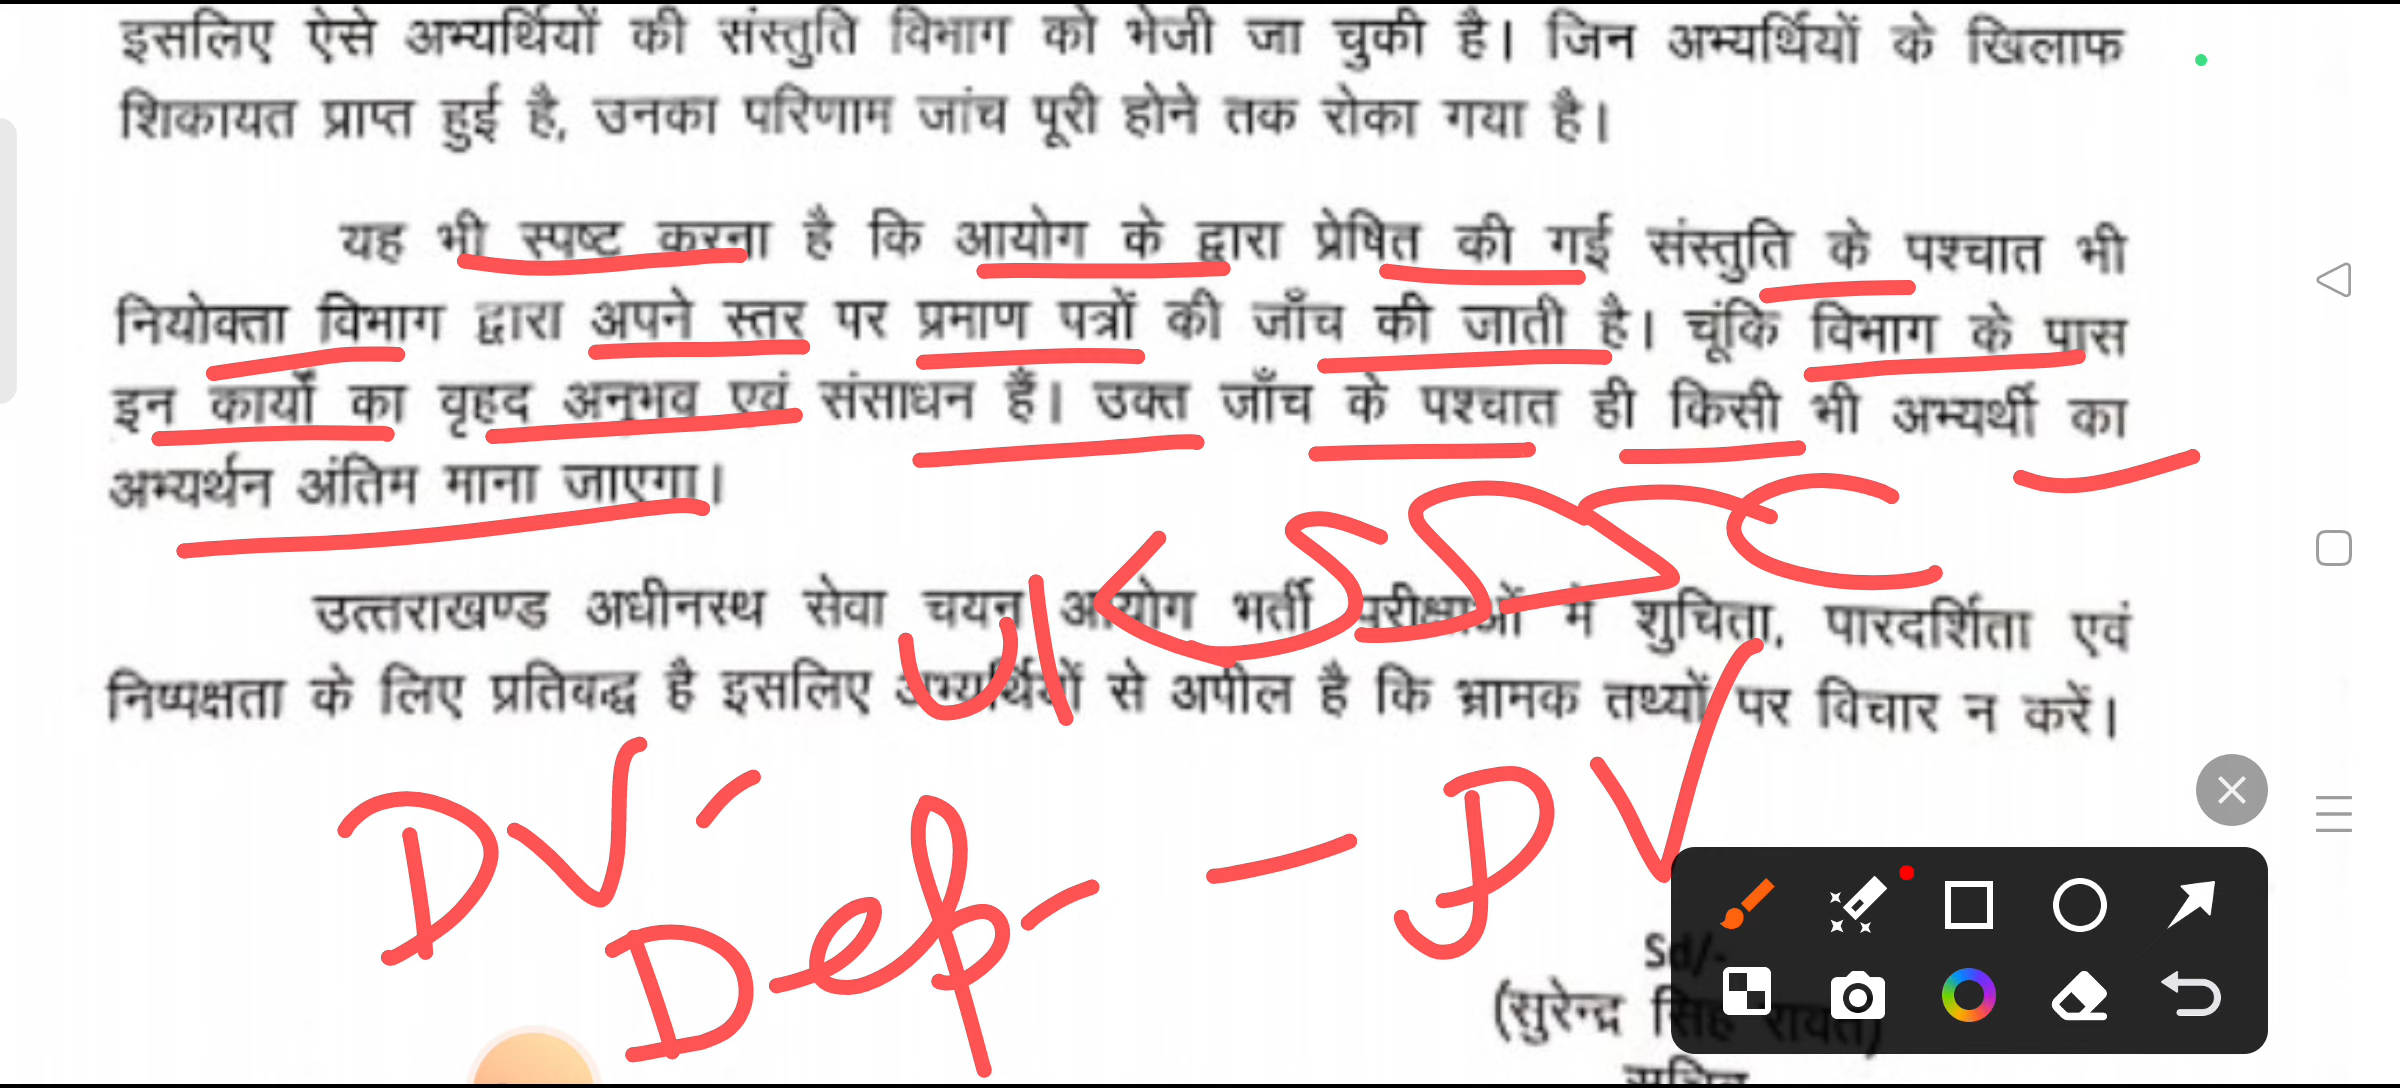 इसलिए ऐसे अभ्यर्थियों की संस्तुति विभाग को भेजी जा चुकी है। जिन अभ्यर्थियों के खिलाफ
शिकायत प्राप्त हुई है, उनका परिणाम जांच पूरी होने तक रोका गया है।
यह भी स्पष्ट करना है कि आयोग के द्वारा प्रेषित की गई संस्तुति के पश्चात भी
नियोक्ता विभाग द्वारा अपने स्तर पर प्रमाण पत्रों की जाँच की जाती है। चूंकि विभाग के पास
इन कार्यों का वृहद अनुभव एवं संसाधन हैं। उक्त जाँच के पश्चात ही किसी भी अभ्यर्थी का
अभ्यर्थन अंतिम माना जाएगा।
उत्तराखण्ड अधीनस्थ सेवा चयन आयोग भर्ती परीक्षाओं में शुचिता, पारदर्शिता एवं
निष्पक्षता के लिए प्रतिबद्ध है इसलिए अभ्यर्थियों से अपील है कि भ्रामक तथ्यों पर विचार न करें।
DV -
Dep - - DV
Sd/-
(सुरेन्द्र सिंह रावत)
सचिव